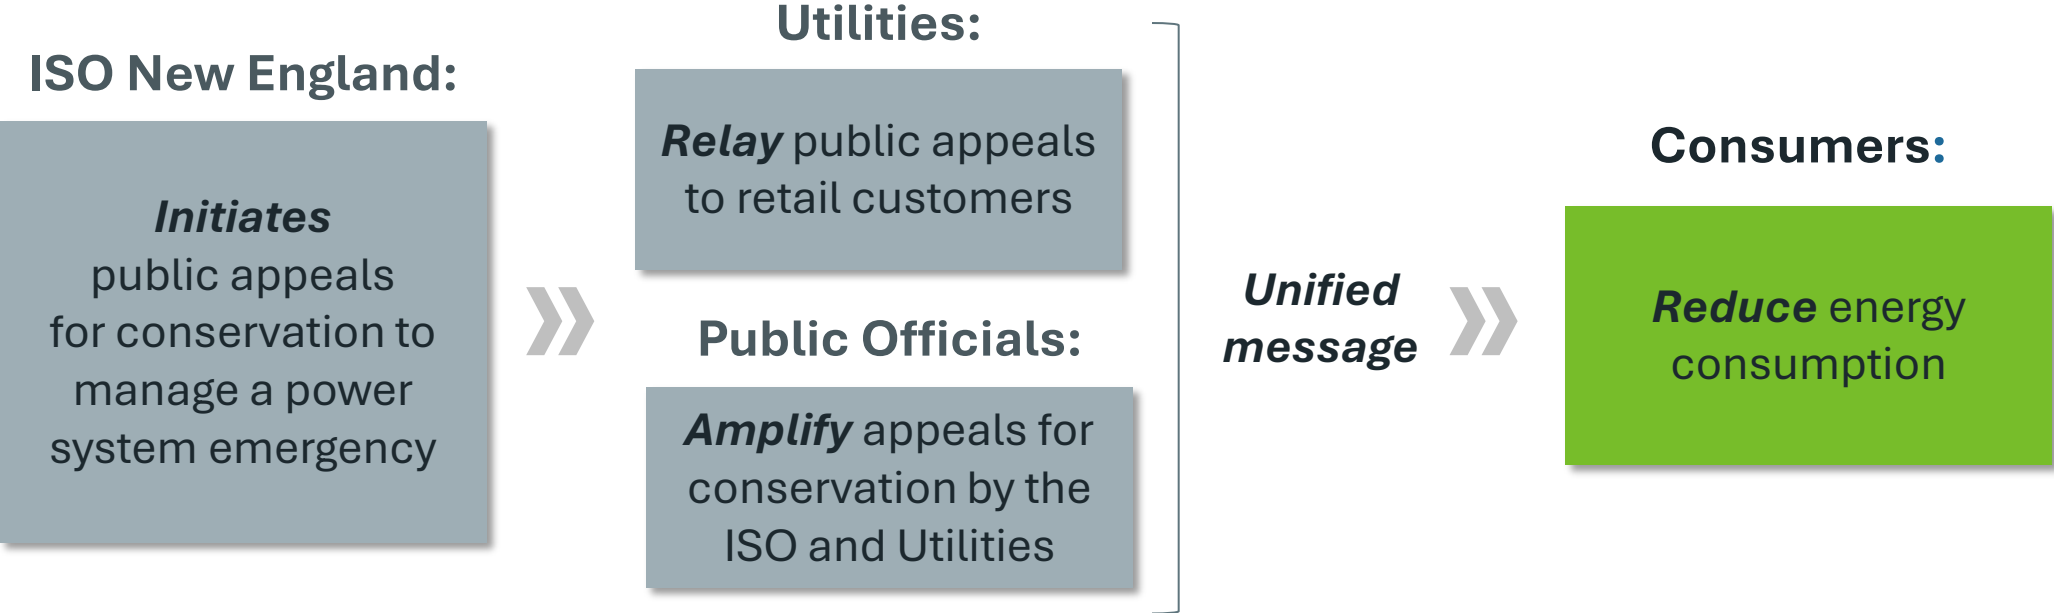 ISO New England:
Initiates
public appeals
for conservation to
manage a power
system emergency
Utilities:
Relay public appeals
to retail customers
Public Officials:
Amplify appeals for
conservation by the
ISO and Utilities
Unified
message
Consumers:
Reduce energy
consumption